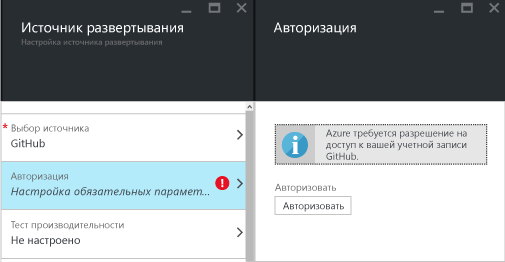 Источник развертывания
Настройка источника развертывания
* Выбор источника
GitHub
Авторизация
Настройка обязательных парамет...
Тест производительности
Не настроено
Авторизация
Azure требуется разрешение на
доступ к вашей учетной записи
GitHub.
Авторизовать
Авторизовать